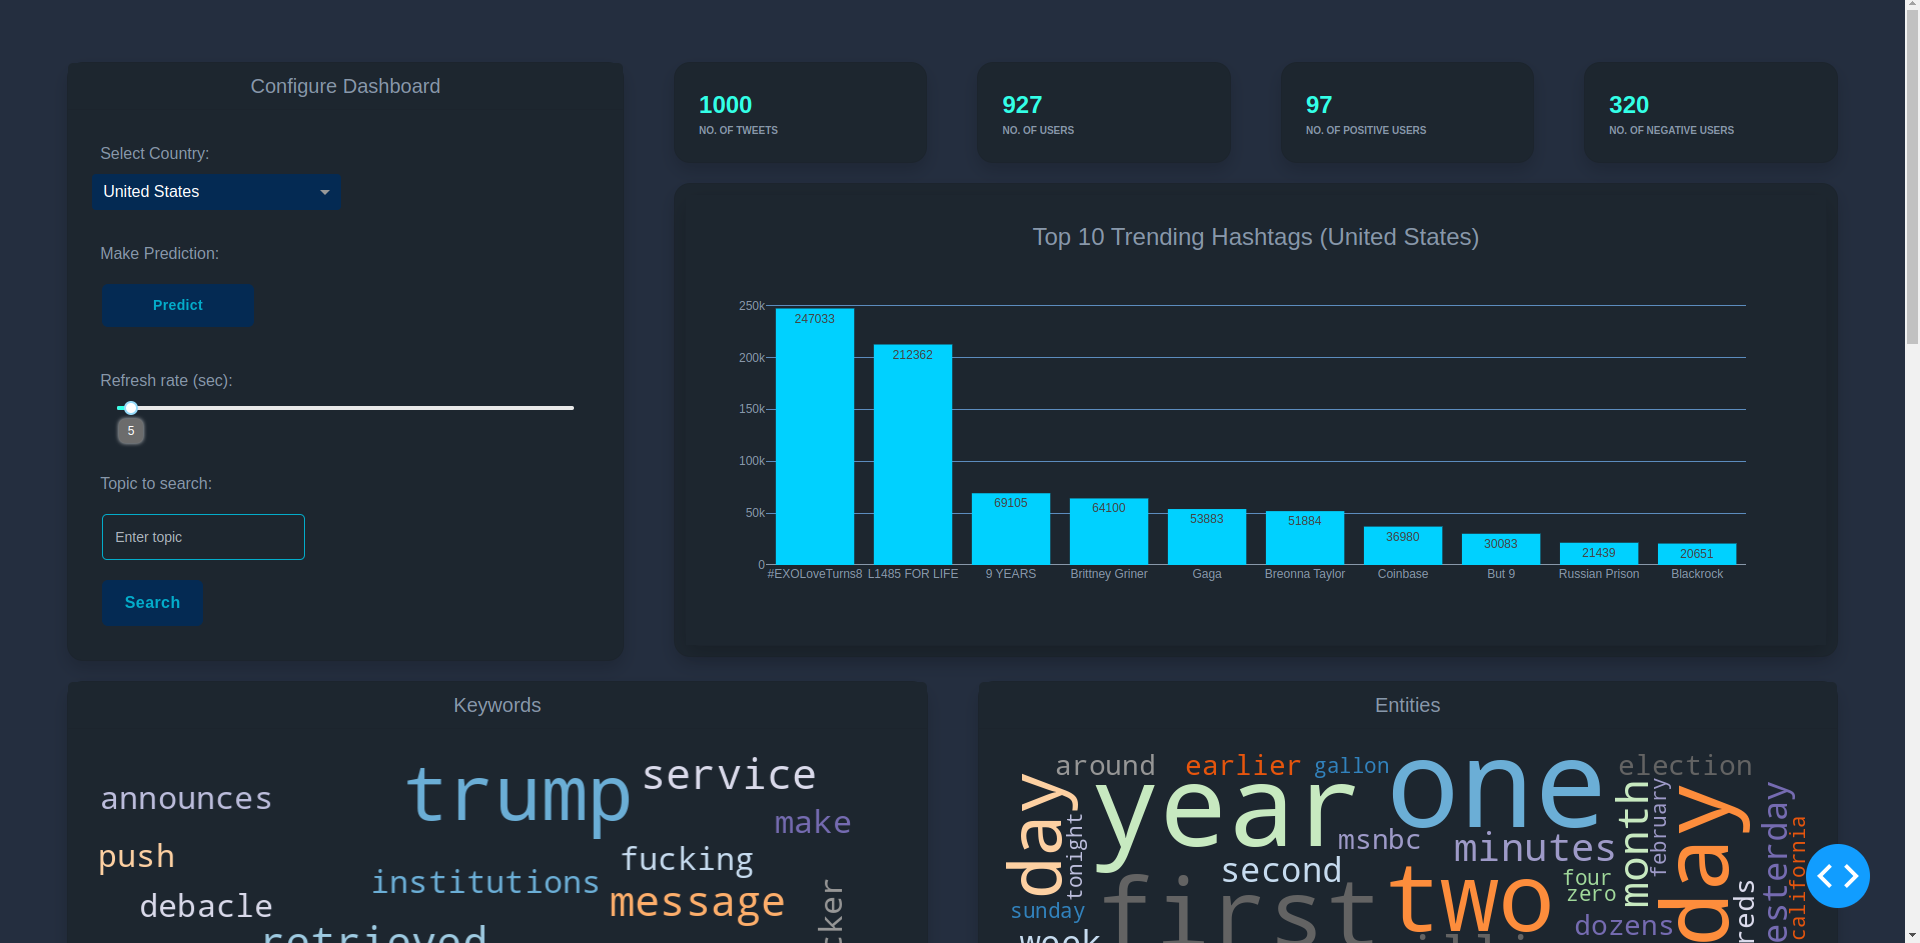 Configure Dashboard
Select Country:
United States
Make Prediction:
Predict
Refresh rate (sec):
5
Topic to search:
Enter topic
Search
1000
NO. OF TWEETS
927
NO. OF USERS
97
NO. OF POSITIVE USERS
320
NO. OF NEGATIVE USERS
Top 10 Trending Hashtags (United States)
250k
200k
150k
100k
50k
0
247033
212362
69105
64100
53883
51884
36980
30083
21439
20651
#EXOLoveTurns8
L1485 FOR LIFE
9 YEARS
Brittney Griner
Gaga
Breonna Taylor
Coinbase
But 9
Russian Prison
Blackrock
Keywords
trump
service
announces
make
push
fucking
institutions
message
debacle
cker
retrieved
Entities
around
earlier
gallon
one
election
day
year
tonight
msnbc
minutes
month
february
day
yesterday
california
second
first
two
four
zero
sunday
dozens
reds
week